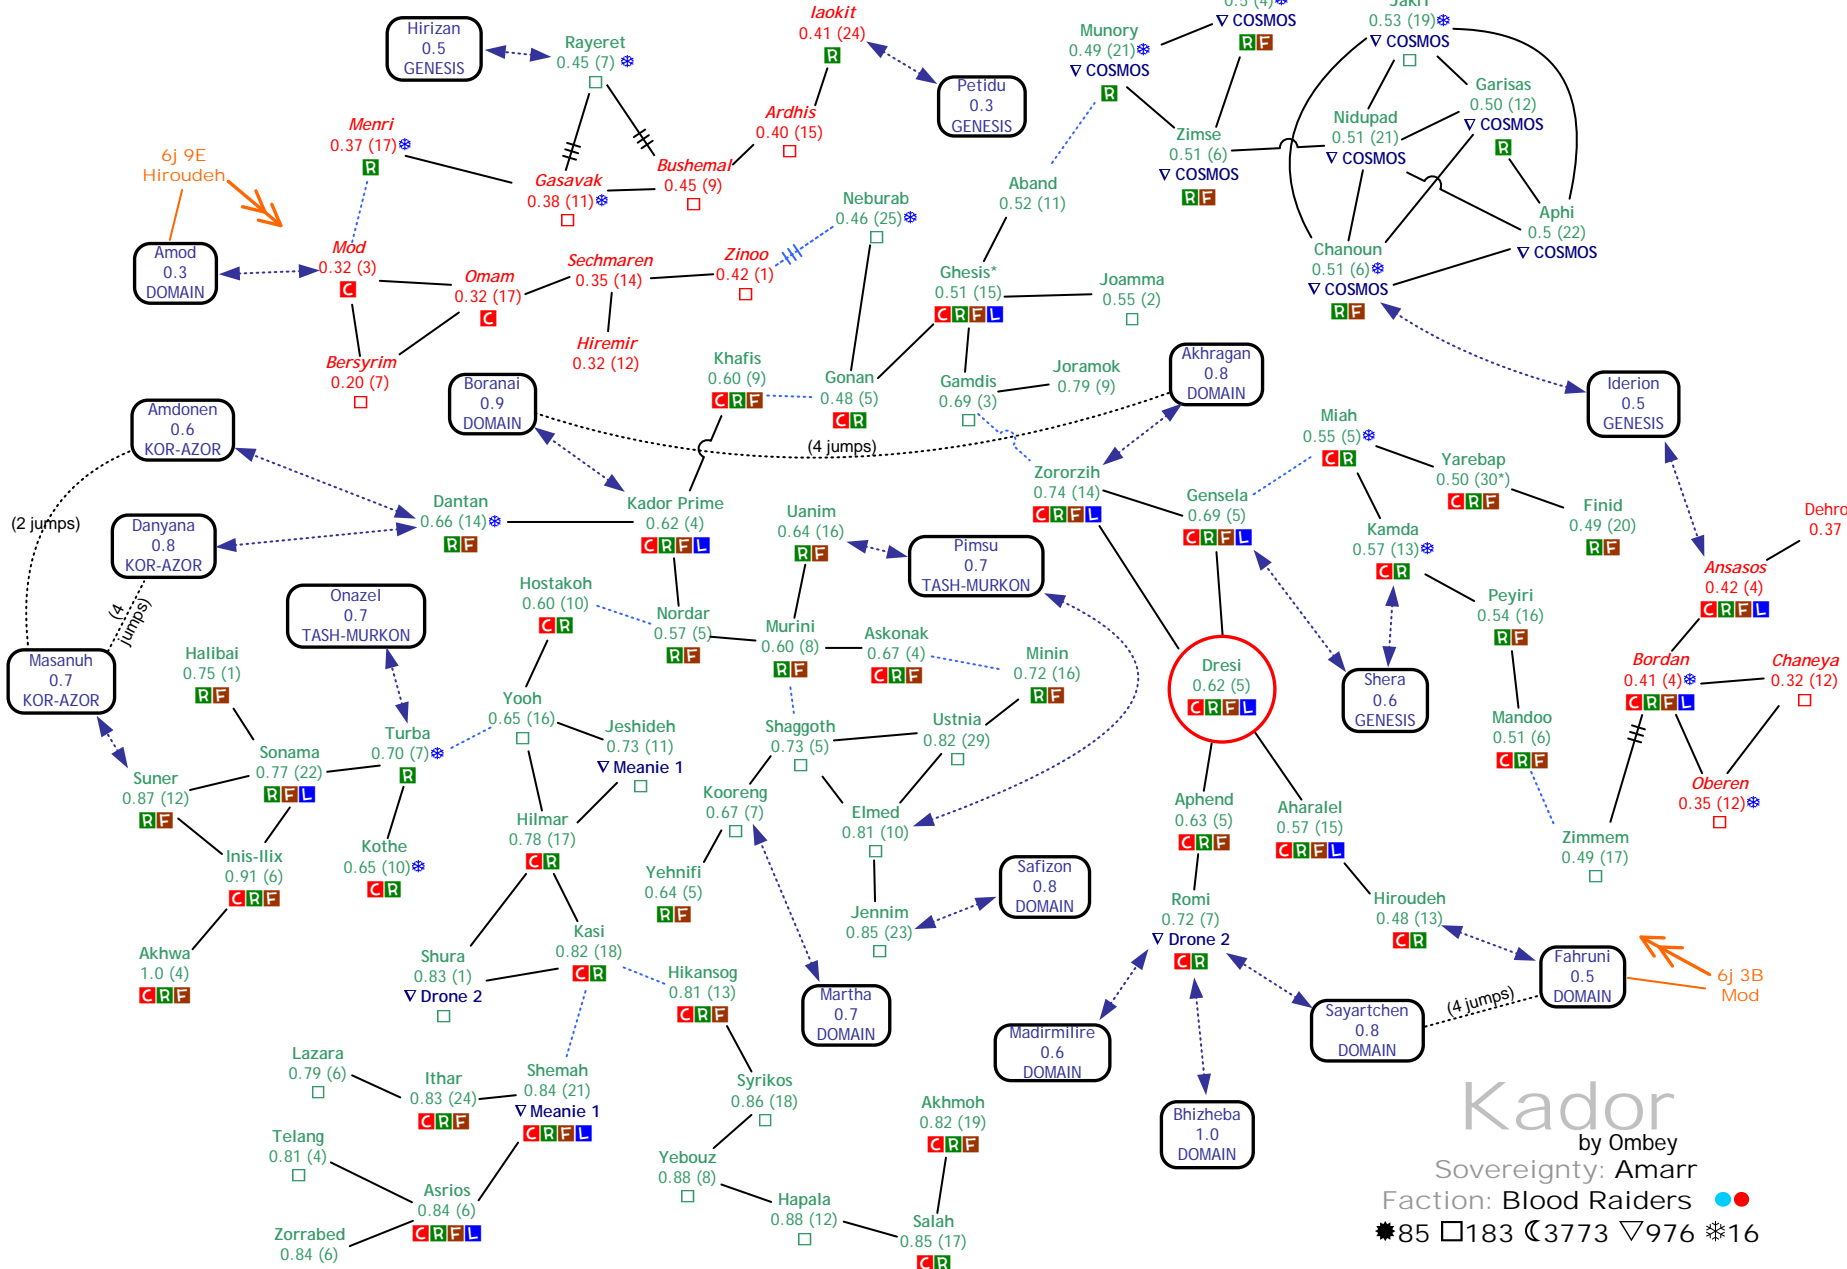 Hirizan
0.5
GENESIS
Rayeret
0.45 (7)
Iaokit
0.41 (24)
R
Petidu
0.3
GENESIS
Munory
0.49 (21)
∇ COSMOS
R
0.5 (4)
∇ COSMOS
R F
Jakri
0.53 (19)
∇ COSMOS
Garisas
0.50 (12)
∇ COSMOS
R
Nidupad
0.51 (21)
∇ COSMOS
Zimse
0.51 (6)
∇ COSMOS
R F
Aphi
0.5 (22)
∇ COSMOS
Chanoun
0.51 (6)
∇ COSMOS
R F
Menri
0.37 (17)
R
Ardhis
0.40 (15)
Gasavak
0.38 (11)
Bushemal
0.45 (9)
6j 9E
Hiroudeh
Amod
0.3
DOMAIN
Mod
0.32 (3)
C
Omam
0.32 (17)
C
Sechmaren
0.35 (14)
Zinoo
0.42 (1)
Neburab
0.46 (25)
Aband
0.52 (11)
Ghesis*
0.51 (15)
C R F L
Joamma
0.55 (2)
Bersyrim
0.20 (7)
Hiremir
0.32 (12)
Khafis
0.60 (9)
C R F
Gonan
0.48 (5)
C R
Gamdis
0.69 (3)
Joramok
0.79 (9)
Akhragan
0.8
DOMAIN
Iderion
0.5
GENESIS
Boranai
0.9
DOMAIN
(4 jumps)
Amdonen
0.6
KOR-AZOR
(2 jumps)
Danyana
0.8
KOR-AZOR
(4
jumps)
Masanuh
0.7
KOR-AZOR
Dantan
0.66 (14)
R F
Kador Prime
0.62 (4)
C R F L
Uanim
0.64 (16)
R F
Pimsu
0.7
TASH-MURKON
Zororzih
0.74 (14)
C R F L
Gensela
0.69 (5)
C R F L
Miah
0.55 (5)
C R
Yarebap
0.50 (30*)
C R F
Finid
0.49 (20)
R F
Kamda
0.57 (13)
C R
Dehro
0.37
Ansasos
0.42 (4)
C R F L
Onazel
0.7
TASH-MURKON
Hostakoh
0.60 (10)
C R
Nordar
0.57 (5)
R F
Murini
0.60 (8)
R F
Askonak
0.67 (4)
C R F
Minin
0.72 (16)
R F
Dresi
0.62 (5)
C R F L
Shera
0.6
GENESIS
Peyiri
0.54 (16)
R F
Bordan
0.41 (4)
C R F L
Chaneya
0.32 (12)
Mandoo
0.51 (6)
C R F
Oberen
0.35 (12)
Zimmem
0.49 (17)
Halibai
0.75 (1)
R F
Sonama
0.77 (22)
R F L
Turba
0.70 (7)
R
Suner
0.87 (12)
R F
Yooh
0.65 (16)
Jeshideh
0.73 (11)
∇ Meanie 1
Shaggoth
0.73 (5)
Ustnia
0.82 (29)
Kooreng
0.67 (7)
Elmed
0.81 (10)
Aphend
0.63 (5)
C R F
Aharalel
0.57 (15)
C R F L
Inis-Ilix
0.91 (6)
C R F
Kothe
0.65 (10)
C R
Hilmar
0.78 (17)
C R
Yehnifi
0.64 (5)
R F
Safizon
0.8
DOMAIN
Jennim
0.85 (23)
Romi
0.72 (7)
∇ Drone 2
C R
Hiroudeh
0.48 (13)
C R
Akhwa
1.0 (4)
C R F
Shura
0.83 (1)
∇ Drone 2
Kasi
0.82 (18)
C R
Hikansog
0.81 (13)
C R F
Martha
0.7
DOMAIN
Fahruni
0.5
DOMAIN
6j 3B
Mod
(4 jumps)
Sayartchen
0.8
DOMAIN
Madirmilire
0.6
DOMAIN
Bhizheba
1.0
DOMAIN
Lazara
0.79 (6)
Ithar
0.83 (24)
C R F
Shemah
0.84 (21)
∇ Meanie 1
C R F L
Syrikos
0.86 (18)
Akhmoh
0.82 (19)
C R F
Telang
0.81 (4)
Yebouz
0.88 (8)
Asrios
0.84 (6)
C R F L
Hapala
0.88 (12)
Salah
0.85 (17)
C R
Zorrabed
0.84 (6)
Kador
by Ombey
Sovereignty: Amarr
Faction: Blood Raiders
85 183 3773 ∇976 16